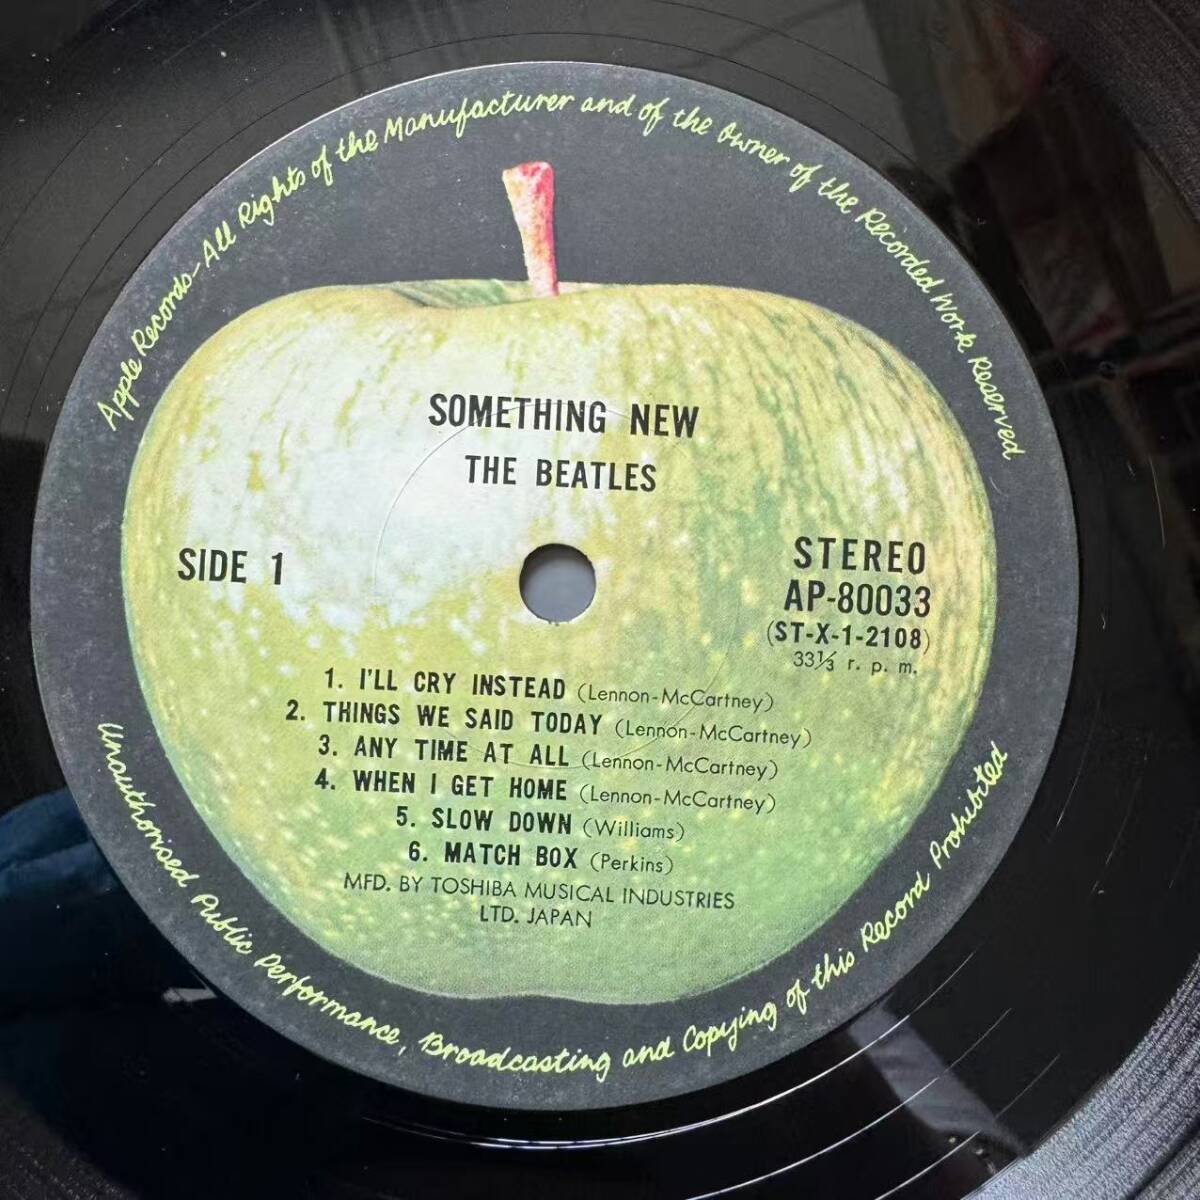 Apple Records-All Rights of the Manufacturer and of the Owner of the Recorded Work Reserved
SOMETHING NEW
THE BEATLES
SIDE 1
STEREO
AP-80033
(ST-X-1-2108)
33⅓ r. p. m.
1. I'LL CRY INSTEAD (Lennon-McCartney)
2. THINGS WE SAID TODAY (Lennon-McCartney)
3. ANY TIME AT ALL (Lennon-McCartney)
4. WHEN I GET HOME (Lennon-McCartney)
5. SLOW DOWN (Williams)
6. MATCH BOX (Perkins)
MFD. BY TOSHIBA MUSICAL INDUSTRIES
LTD. JAPAN
Unauthorised Public Performance, Broadcasting and Copying of this Record Prohibited